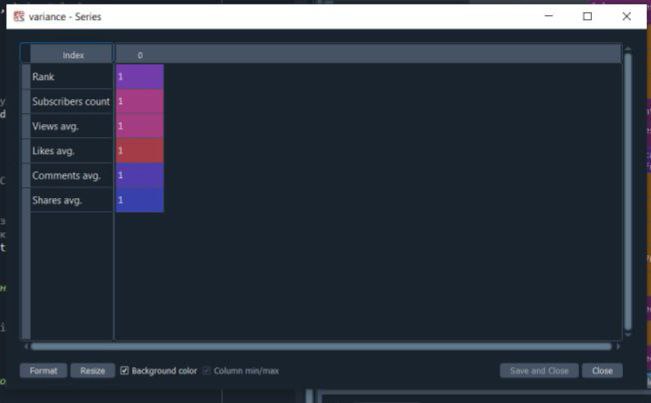 variance - Series
Index 0
Rank 1
Subscribers count 1
Views avg. 1
Likes avg. 1
Comments avg. 1
Shares avg. 1
Format Resize Background color Column min/max Save and Close Close